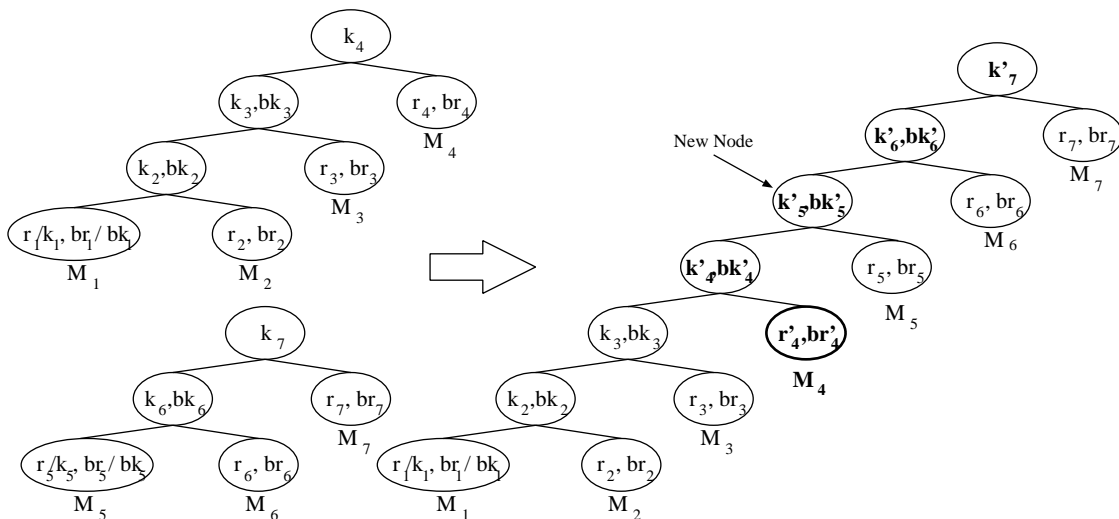 k4
k3,bk3
r4, br4
M4
k2,bk2
r3, br3
M3
r1/k1, br1/ bk1
r2, br2
M1
M2
k7
k6,bk6
r7, br7
M7
r5/k5, br5/ bk5
r6, br6
M5
M6
k'7
k'6,bk'6
r7, br7
M7
New Node
k'5,bk'5
r6, br6
M6
k'4,bk'4
r5, br5
M5
k3,bk3
r'4,br'4
M4
k2,bk2
r3, br3
M3
r1/k1, br1/ bk1
r2, br2
M1
M2